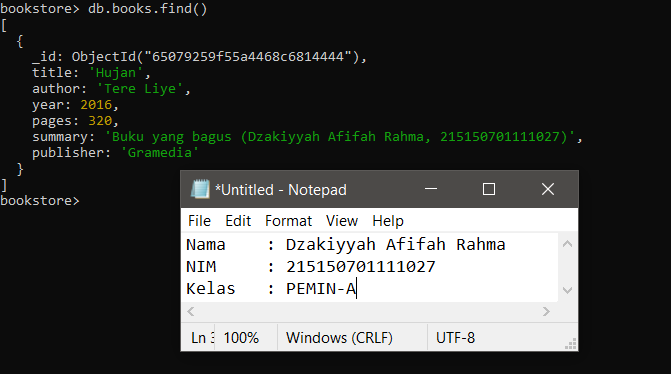 bookstore> db.books.find()
[
  {
    _id: ObjectId("65079259f55a4468c6814444"),
    title: 'Hujan',
    author: 'Tere Liye',
    year: 2016,
    pages: 320,
    summary: 'Buku yang bagus (Dzakiyyah Afifah Rahma, 215150701111027)',
    publisher: 'Gramedia'
  }
]
bookstore>
*Untitled - Notepad
File Edit Format View Help
Nama : Dzakiyyah Afifah Rahma
NIM : 215150701111027
Kelas : PEMIN-A
Ln 3 100% Windows (CRLF) UTF-8